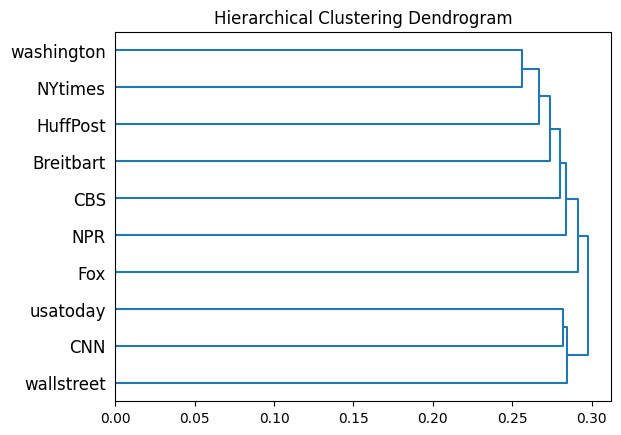 Hierarchical Clustering Dendrogram
washington
NYtimes
HuffPost
Breitbart
CBS
NPR
Fox
usatoday
CNN
wallstreet
0.00 0.05 0.10 0.15 0.20 0.25 0.30